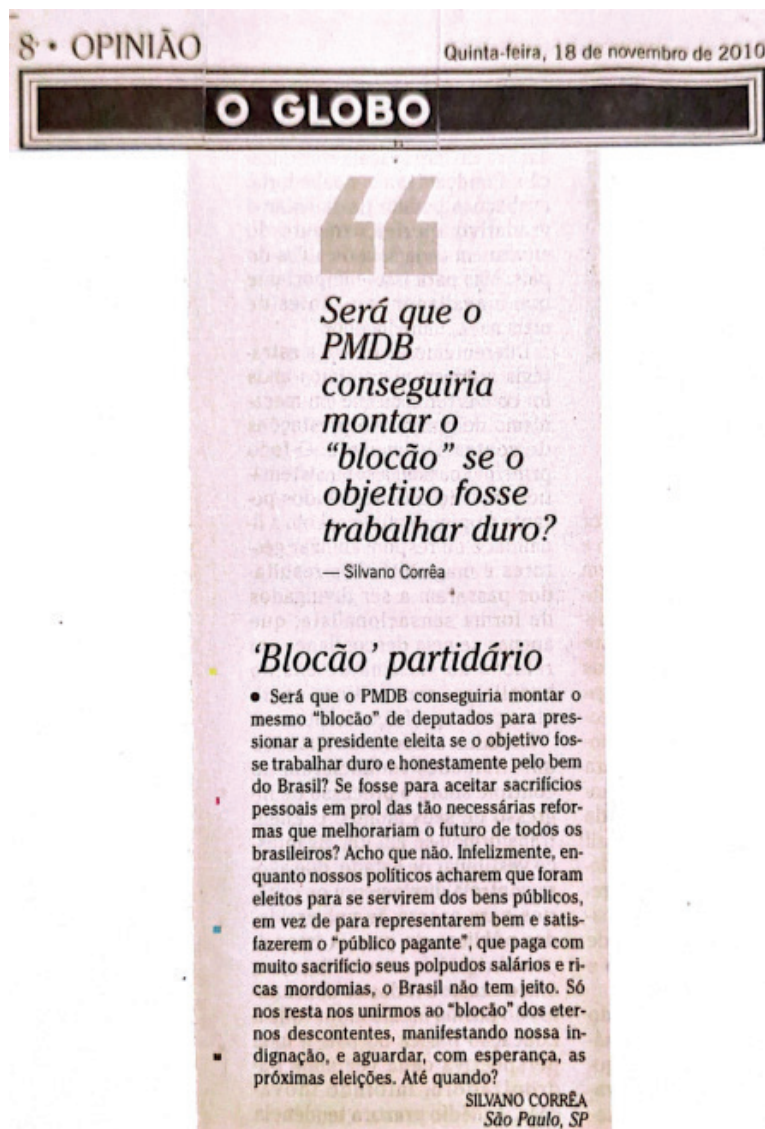 8 • OPINIÃO
Quinta-feira, 18 de novembro de 2010
O GLOBO
“
Será que o
PMDB
conseguiria
montar o
“blocão” se o
objetivo fosse
trabalhar duro?
— Silvano Corrêa
‘Blocão’ partidário
• Será que o PMDB conseguiria montar o
mesmo “blocão” de deputados para pres-
sionar a presidente eleita se o objetivo fos-
se trabalhar duro e honestamente pelo bem
do Brasil? Se fosse para aceitar sacrifícios
pessoais em prol das tão necessárias refor-
mas que melhorariam o futuro de todos os
brasileiros? Acho que não. Infelizmente, en-
quanto nossos políticos acharem que foram
eleitos para se servirem dos bens públicos,
em vez de para representarem bem e satis-
fazerem o “público pagante”, que paga com
muito sacrifício seus polpudos salários e ri-
cas mordomias, o Brasil não tem jeito. Só
nos resta nos unirmos ao “blocão” dos eter-
nos descontentes, manifestando nossa in-
dignação, e aguardar, com esperança, as
próximas eleições. Até quando?
SILVANO CORRÊA
São Paulo, SP